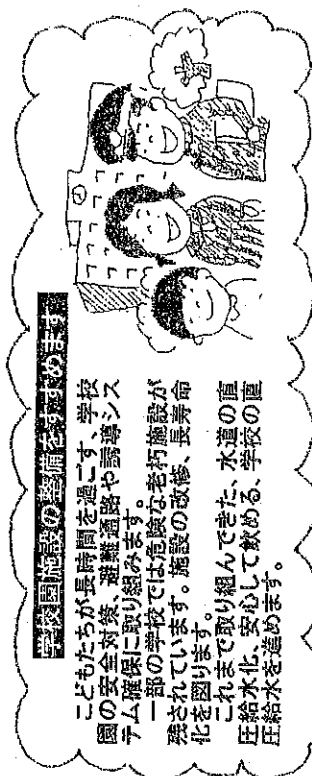 学校園施設の整備をすすめます
こどもたちが長時間を過ごす、学校
園の安全対策、避難通路や誘導シス
テム確保に取り組みます。
一部の学校では危険な老朽施設が
残されています。施設の改修、長寿命
化を図ります。
これまで取り組んできた、水道の直
圧給水化、安心して飲める、学校の直
圧給水を進めます。